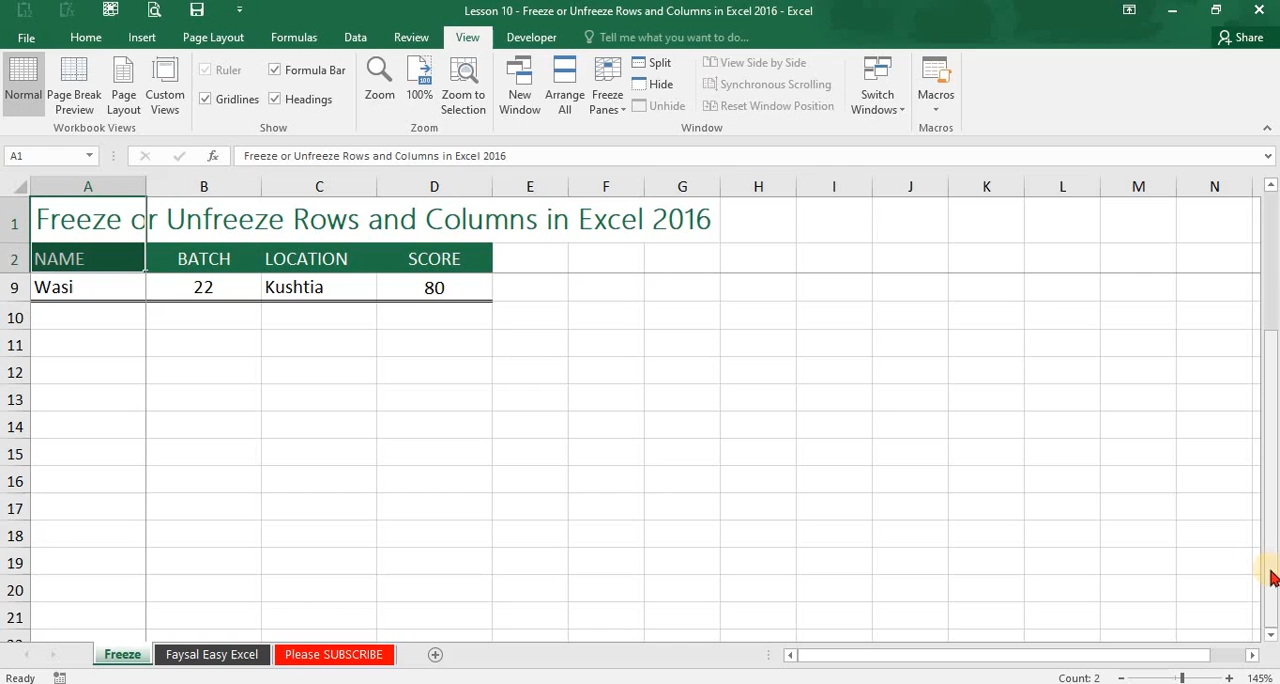 Lesson 10 - Freeze or Unfreeze Rows and Columns in Excel 2016 - Excel
File Home Insert Page Layout Formulas Data Review View Developer Tell me what you want to do... Share
Ruler Formula Bar Split View Side by Side
Hide Synchronous Scrolling
Normal Page Break Preview Page Layout Custom Views Gridlines Headings Zoom 100% Zoom to Selection New Window Arrange All Freeze Panes Unhide Reset Window Position Switch Windows Macros
Workbook Views Show Zoom Window Macros
A1 fx Freeze or Unfreeze Rows and Columns in Excel 2016
A B C D E F G H I J K L M N
1 Freeze or Unfreeze Rows and Columns in Excel 2016
2 NAME BATCH LOCATION SCORE
9 Wasi 22 Kushtia 80
10
11
12
13
14
15
16
17
18
19
20
21
Freeze Faysal Easy Excel Please SUBSCRIBE
Ready Count: 2 145%